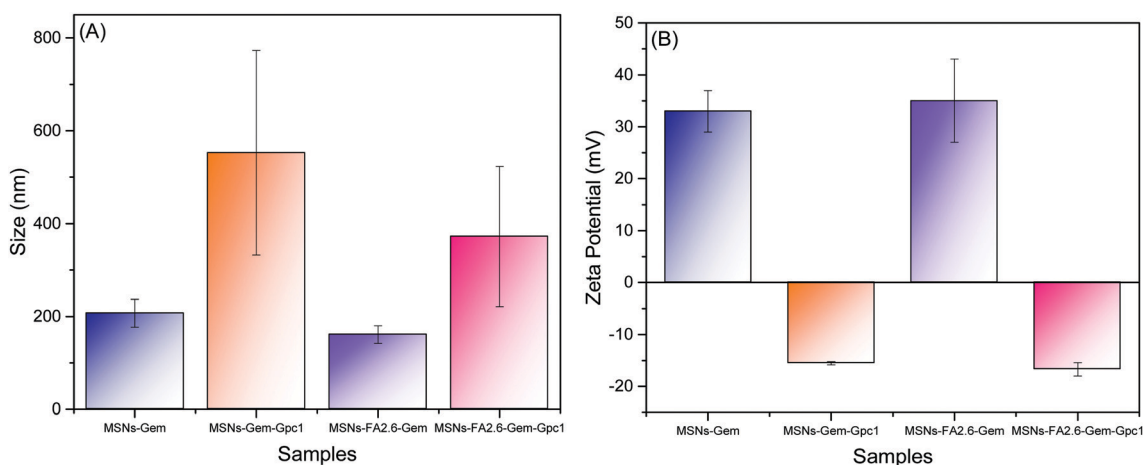 (A)
800
600
400
200
0
Size (nm)
MSNs-Gem MSNs-Gem-Gpc1 MSNs-FA2.6-Gem MSNs-FA2.6-Gem-Gpc1
Samples
(B)
50
40
30
20
10
0
-10
-20
Zeta Potential (mV)
MSNs-Gem MSNs-Gem-Gpc1 MSNs-FA2.6-Gem MSNs-FA2.6-Gem-Gpc1
Samples